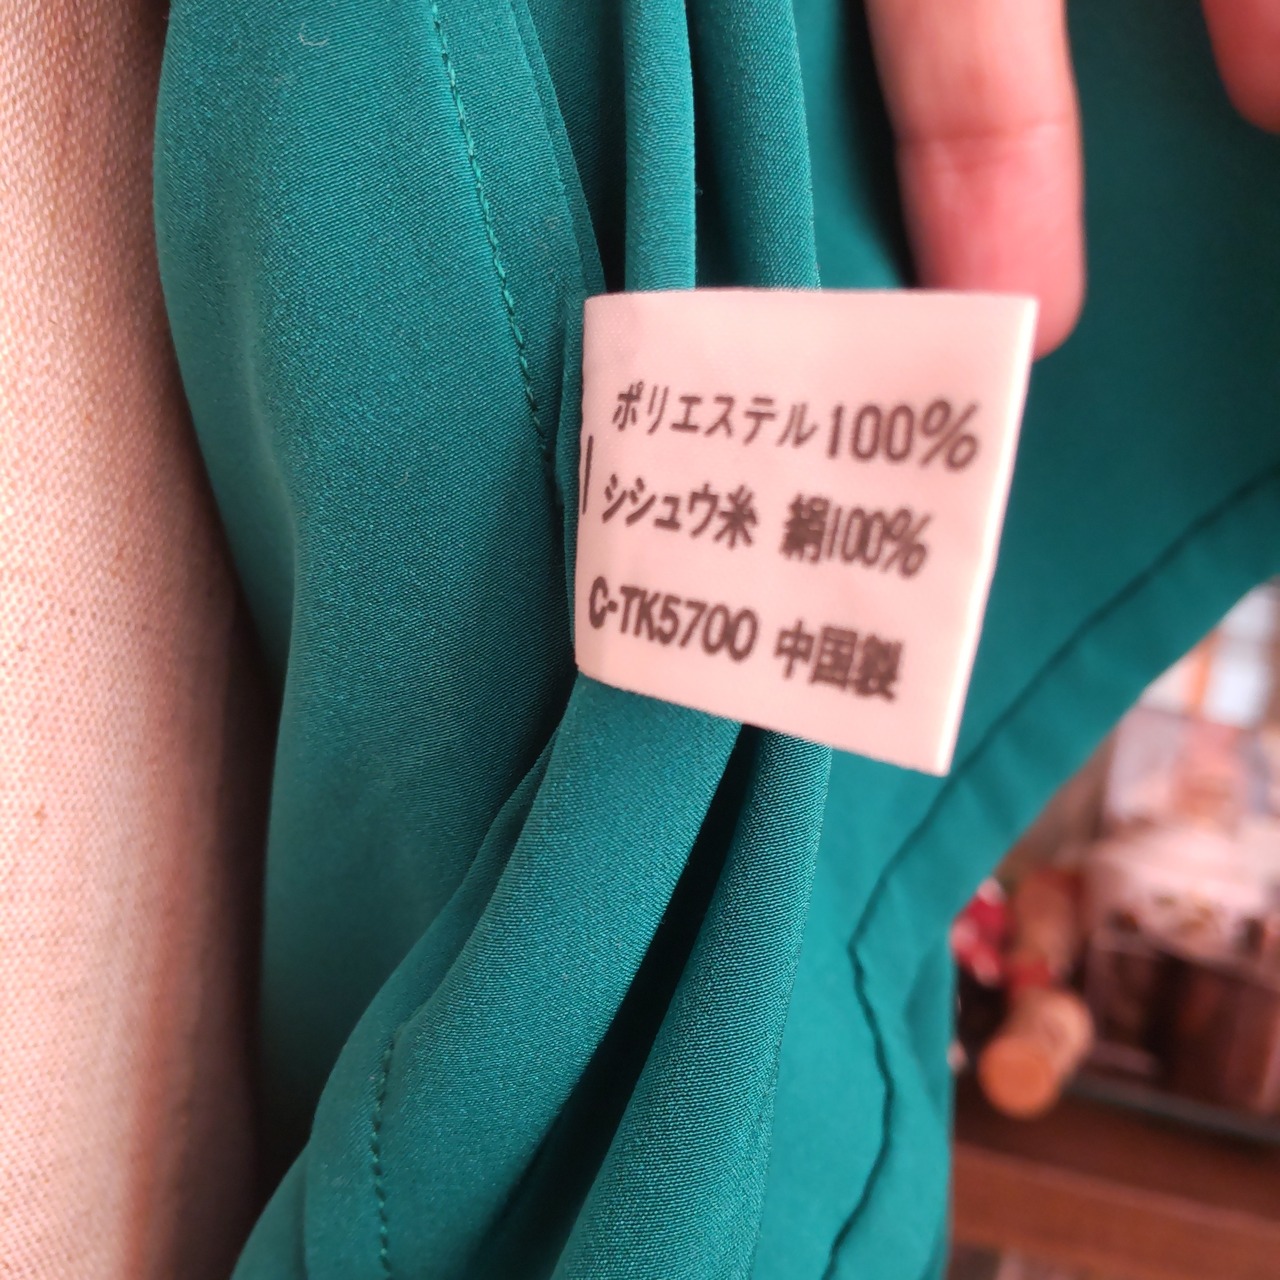 ポリエステル100%
シシュウ糸 絹100%
C-TK5700 中国製